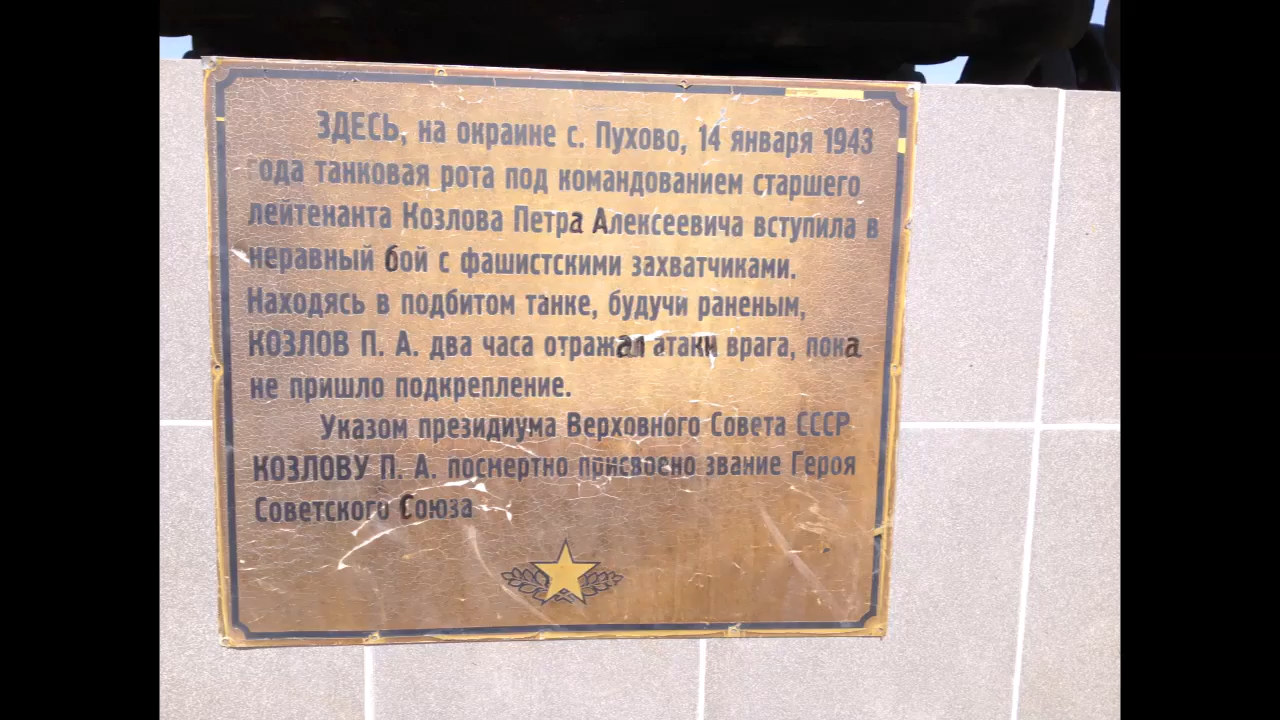 ЗДЕСЬ, на окраине с. Пухово, 14 января 1943
года танковая рота под командованием старшего
лейтенанта Козлова Петра Алексеевича вступила в
неравный бой с фашистскими захватчиками.
Находясь в подбитом танке, будучи раненым,
КОЗЛОВ П. А. два часа отражал атаки врага, пока
не пришло подкрепление.
Указом президиума Верховного Совета СССР
КОЗЛОВУ П. А. посмертно присвоено звание Героя
Советского Союза